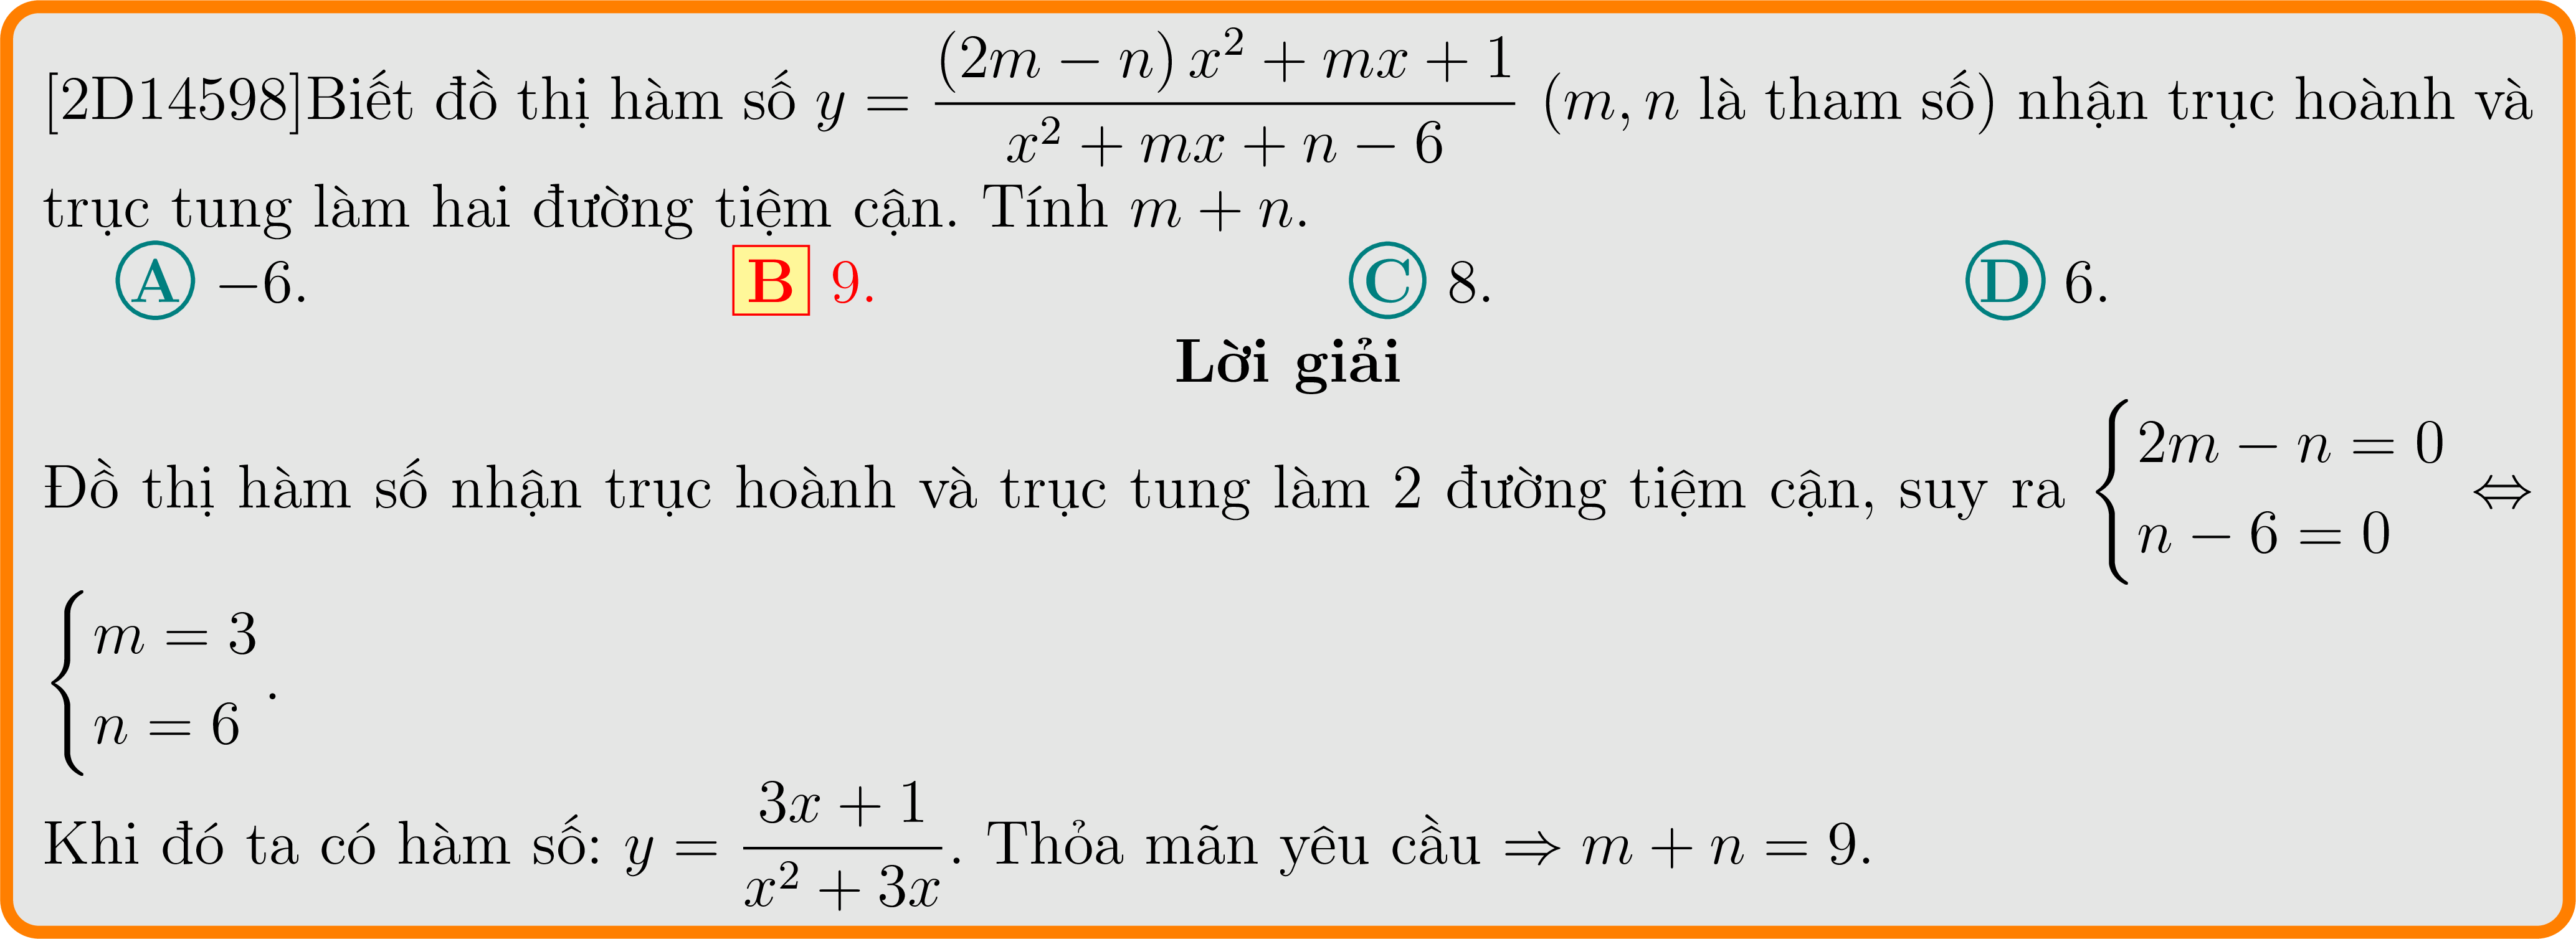 [2D14598]Biết đồ thị hàm số $y = \dfrac{(2m - n)x^2 + mx + 1}{x^2 + mx + n - 6}$ ($m, n$ là tham số) nhận trục hoành và
trục tung làm hai đường tiệm cận. Tính $m + n$.
A −6. B 9. C 8. D 6.
Lời giải
Đồ thị hàm số nhận trục hoành và trục tung làm 2 đường tiệm cận, suy ra $\begin{cases} 2m - n = 0 \\ n - 6 = 0 \end{cases} \Leftrightarrow$
$\begin{cases} m = 3 \\ n = 6 \end{cases}$.
Khi đó ta có hàm số: $y = \dfrac{3x + 1}{x^2 + 3x}$. Thỏa mãn yêu cầu $\Rightarrow m + n = 9$.